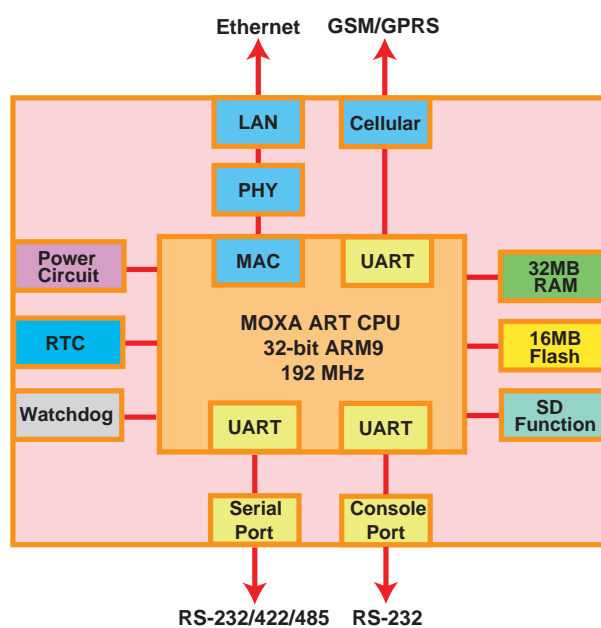 Ethernet
GSM/GPRS
LAN
Cellular
PHY
MAC
UART
Power
Circuit
32MB
RAM
MOXA ART CPU
32-bit ARM9
192 MHz
RTC
16MB
Flash
Watchdog
SD
Function
UART
UART
Serial
Port
Console
Port
RS-232/422/485
RS-232